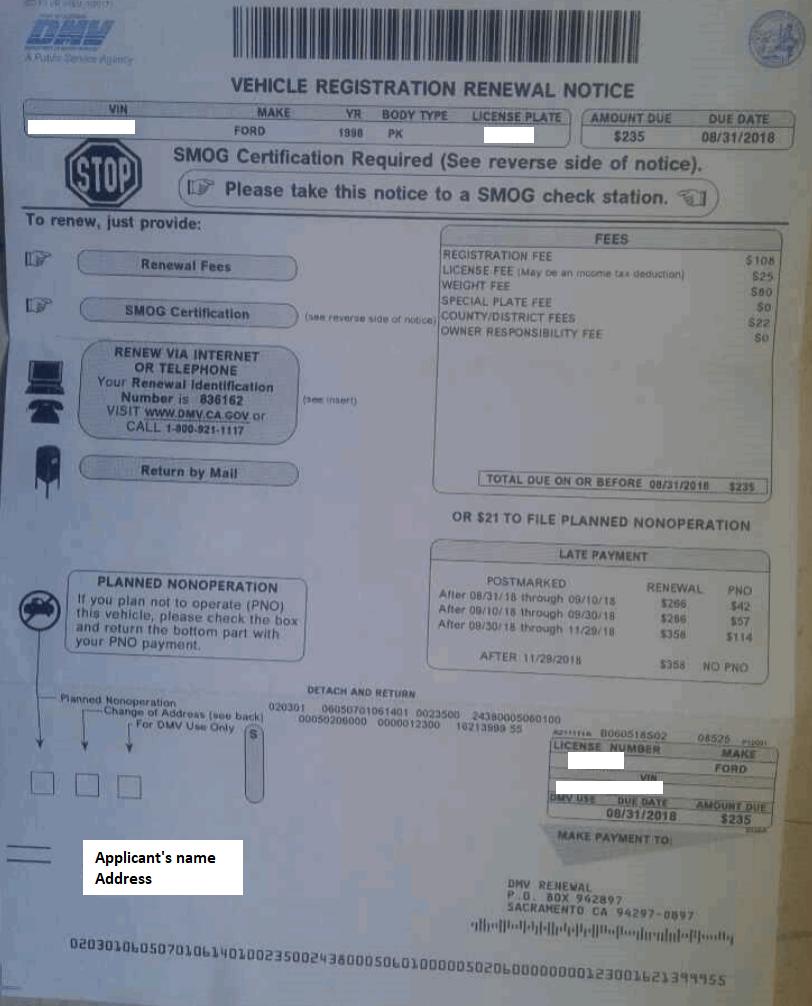 DMV
A Public Service Agency
VEHICLE REGISTRATION RENEWAL NOTICE
VIN MAKE YR BODY TYPE LICENSE PLATE AMOUNT DUE DUE DATE
FORD 1998 PK $235 08/31/2018
STOP
SMOG Certification Required (See reverse side of notice).
Please take this notice to a SMOG check station.
To renew, just provide:
Renewal Fees
SMOG Certification (see reverse side of notice)
RENEW VIA INTERNET
OR TELEPHONE
Your Renewal Identification
Number is 836162
VISIT WWW.DMV.CA.GOV or
CALL 1-800-921-1117
(see insert)
Return by Mail
FEES
REGISTRATION FEE $108
LICENSE FEE (May be an income tax deduction) $25
WEIGHT FEE $80
SPECIAL PLATE FEE $0
COUNTY/DISTRICT FEES $22
OWNER RESPONSIBILITY FEE $0
TOTAL DUE ON OR BEFORE 08/31/2018 $235
OR $21 TO FILE PLANNED NONOPERATION
LATE PAYMENT
POSTMARKED RENEWAL PNO
After 08/31/18 through 09/10/18 $266 $42
After 09/10/18 through 09/30/18 $286 $57
After 09/30/18 through 11/29/18 $358 $114
AFTER 11/29/2018 $358 NO PNO
PLANNED NONOPERATION
If you plan not to operate (PNO)
this vehicle, please check the box
and return the bottom part with
your PNO payment.
DETACH AND RETURN
Planned Nonoperation
Change of Address (see back)
For DMV Use Only
S
020301 06050701061401 0023500 24380005060100
00050206000 0000012300 16213999 55
B060518S02 08525
LICENSE NUMBER MAKE
FORD
VIN
DMV USE DUE DATE AMOUNT DUE
08/31/2018 $235
MAKE PAYMENT TO:
Applicant's name
Address
DMV RENEWAL
P.O. BOX 942897
SACRAMENTO CA 94297-0897